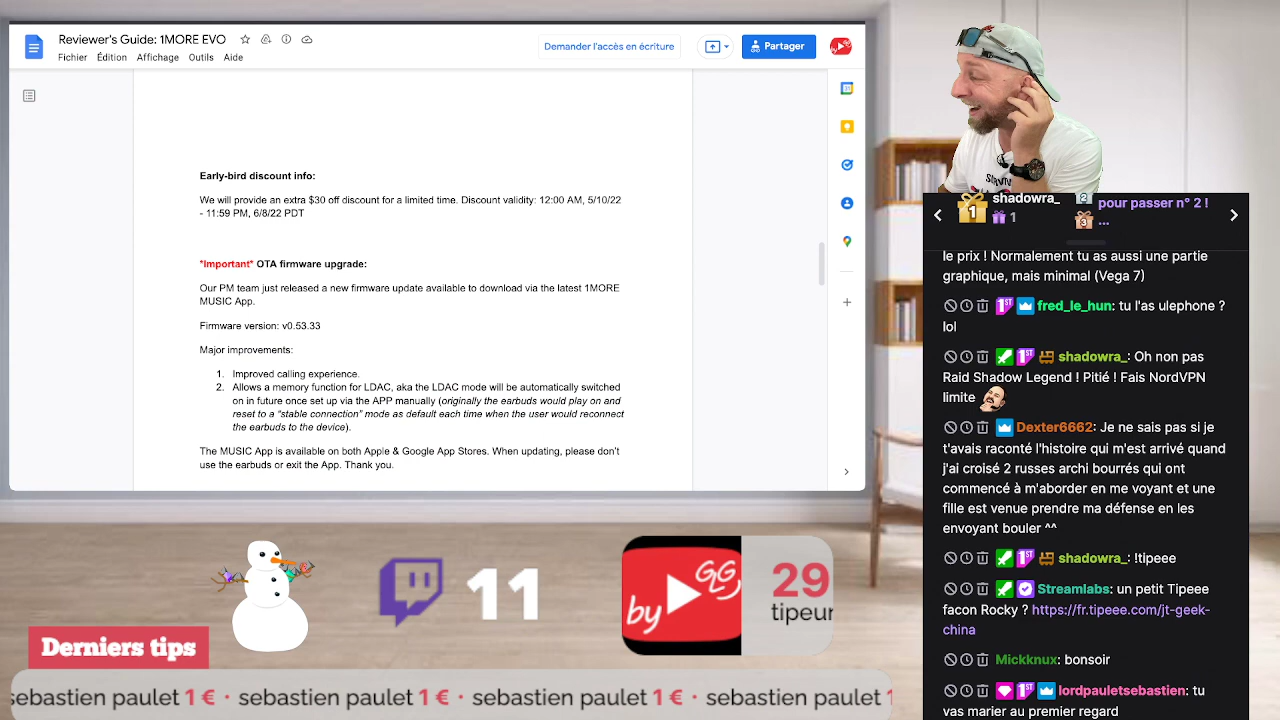 Reviewer's Guide: 1MORE EVO
Fichier Édition Affichage Outils Aide
Demander l'accès en écriture
Partager
Early-bird discount info:
We will provide an extra $30 off discount for a limited time. Discount validity: 12:00 AM, 5/10/22
- 11:59 PM, 6/8/22 PDT
*Important* OTA firmware upgrade:
Our PM team just released a new firmware update available to download via the latest 1MORE
MUSIC App.
Firmware version: v0.53.33
Major improvements:
1. Improved calling experience.
2. Allows a memory function for LDAC, aka the LDAC mode will be automatically switched
on in future once set up via the APP manually (originally the earbuds would play on and
reset to a “stable connection” mode as default each time when the user would reconnect
the earbuds to the device).
The MUSIC App is available on both Apple & Google App Stores. When updating, please don't
use the earbuds or exit the App. Thank you.
1 shadowra_
1
2 pour passer n° 2 !
3 ...
le prix ! Normalement tu as aussi une partie
graphique, mais minimal (Vega 7)
1ST fred_le_hun: tu l'as ulephone ?
lol
1ST shadowra_: Oh non pas
Raid Shadow Legend ! Pitié ! Fais NordVPN
limite
Dexter6662: Je ne sais pas si je
t'avais raconté l'histoire qui m'est arrivé quand
j'ai croisé 2 russes archi bourrés qui ont
commencé à m'aborder en me voyant et une
fille est venue prendre ma défense en les
envoyant bouler ^^
1ST shadowra_: !tipeee
Streamlabs: un petit Tipeee
facon Rocky ? https://fr.tipeee.com/jt-geek-
china
Mickknux: bonsoir
1ST lordpauletsebastien: tu
vas marier au premier regard
11
by GLG
29
tipeur
Derniers tips
sebastien paulet 1 € · sebastien paulet 1 € · sebastien paulet 1 € · sebastien paulet 1